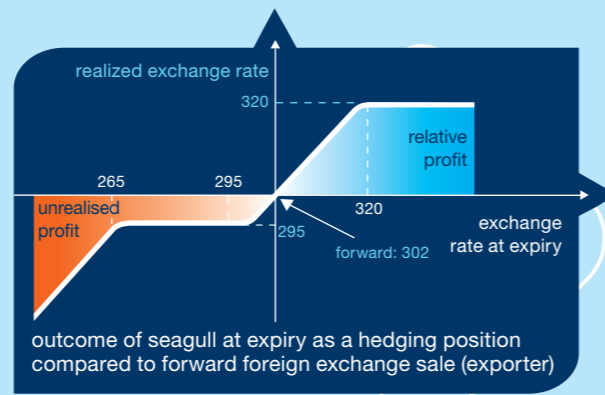 realized exchange rate
320
relative
profit
265
295
unrealised
profit
320
exchange
rate at expiry
295
forward: 302
outcome of seagull at expiry as a hedging position
compared to forward foreign exchange sale (exporter)